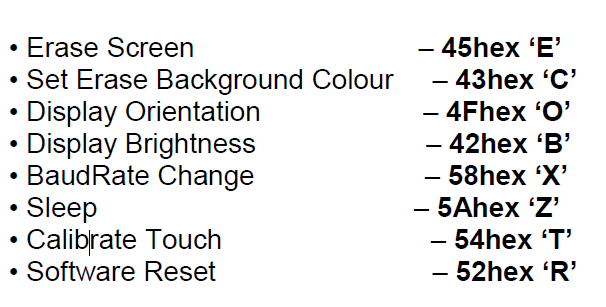 • Erase Screen – 45hex ‘E’
• Set Erase Background Colour – 43hex ‘C’
• Display Orientation – 4Fhex ‘O’
• Display Brightness – 42hex ‘B’
• BaudRate Change – 58hex ‘X’
• Sleep – 5Ahex ‘Z’
• Calibrate Touch – 54hex ‘T’
• Software Reset – 52hex ‘R’